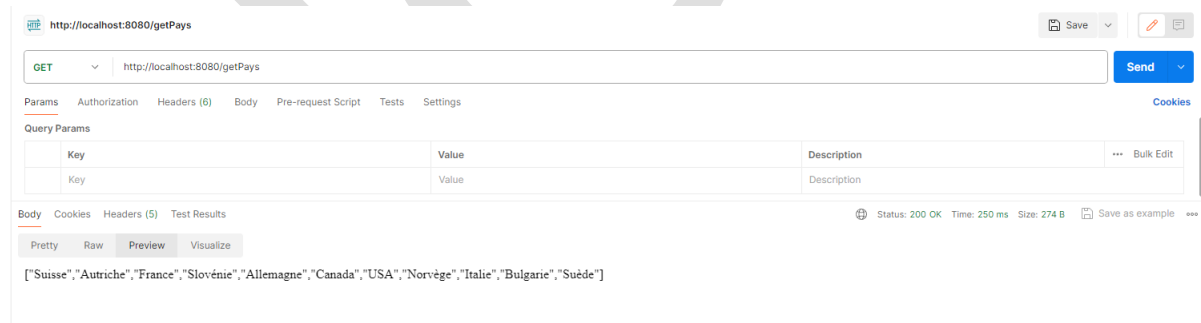 HTTP http://localhost:8080/getPays Save
GET http://localhost:8080/getPays Send
Params Authorization Headers (6) Body Pre-request Script Tests Settings Cookies
Query Params
Key Value Description ••• Bulk Edit
Key Value Description
Body Cookies Headers (5) Test Results Status: 200 OK Time: 250 ms Size: 274 B Save as example
Pretty Raw Preview Visualize
["Suisse","Autriche","France","Slovénie","Allemagne","Canada","USA","Norvège","Italie","Bulgarie","Suède"]